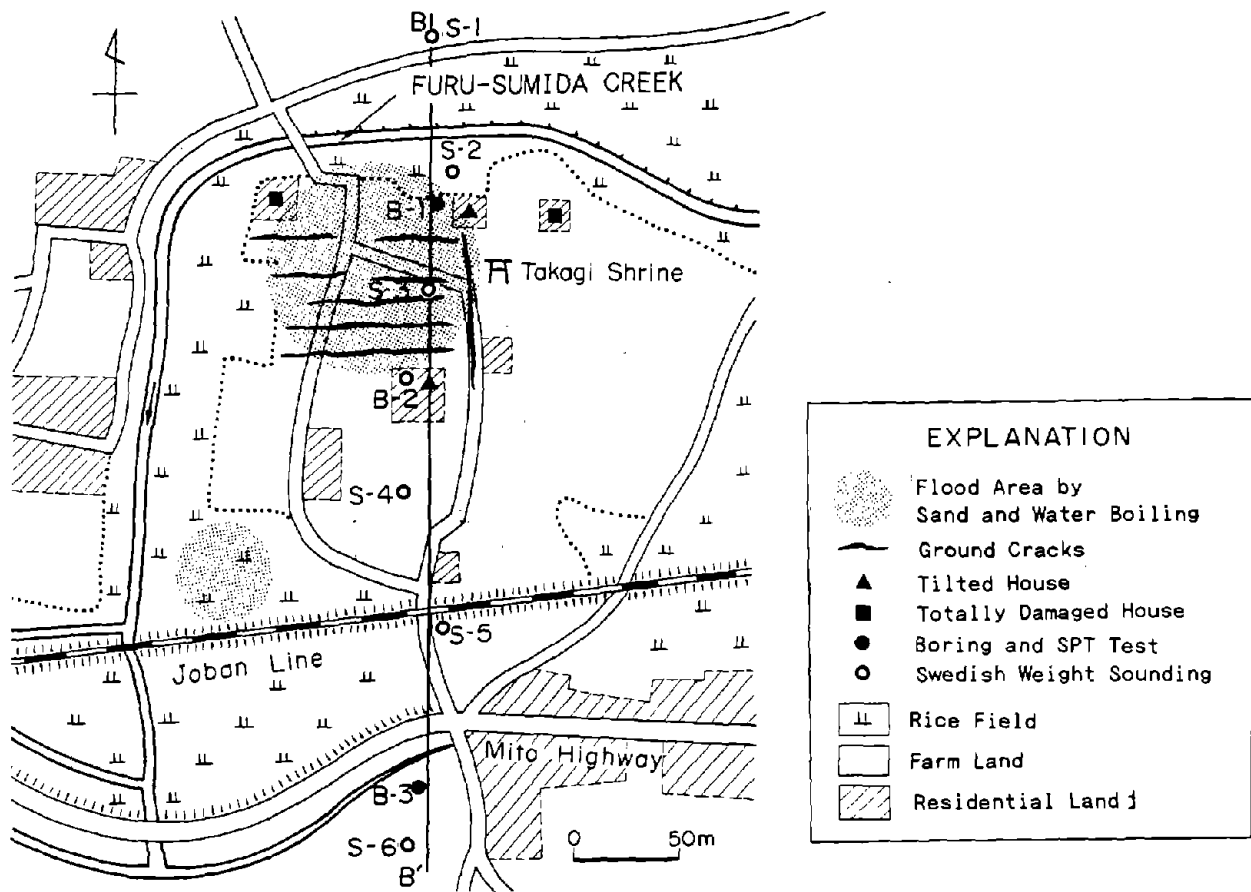 B
S-1
FURU-SUMIDA CREEK
S-2
B-1
Takagi Shrine
S-3
B-2
S-4
S-5
Joban Line
Mito Highway
B-3
0 50m
S-6
B'
EXPLANATION
Flood Area by
Sand and Water Boiling
Ground Cracks
Tilted House
Totally Damaged House
Boring and SPT Test
Swedish Weight Sounding
Rice Field
Farm Land
Residential Land